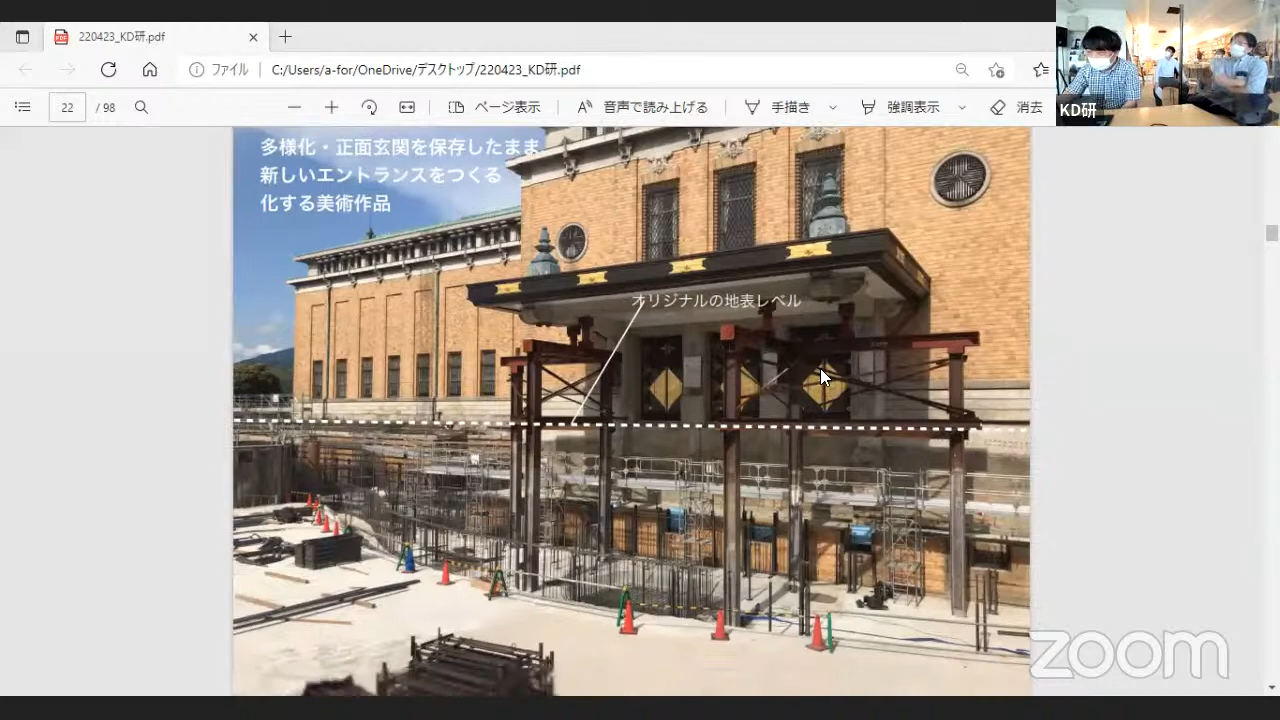 220423_KD研.pdf
ファイル
C:/Users/a-for/OneDrive/デスクトップ/220423_KD研.pdf
22 / 98
ページ表示
音声で読み上げる
手描き
強調表示
消去
KD研
多様化・正面玄関を保存したまま
新しいエントランスをつくる
化する美術作品
オリジナルの地表レベル
zoom